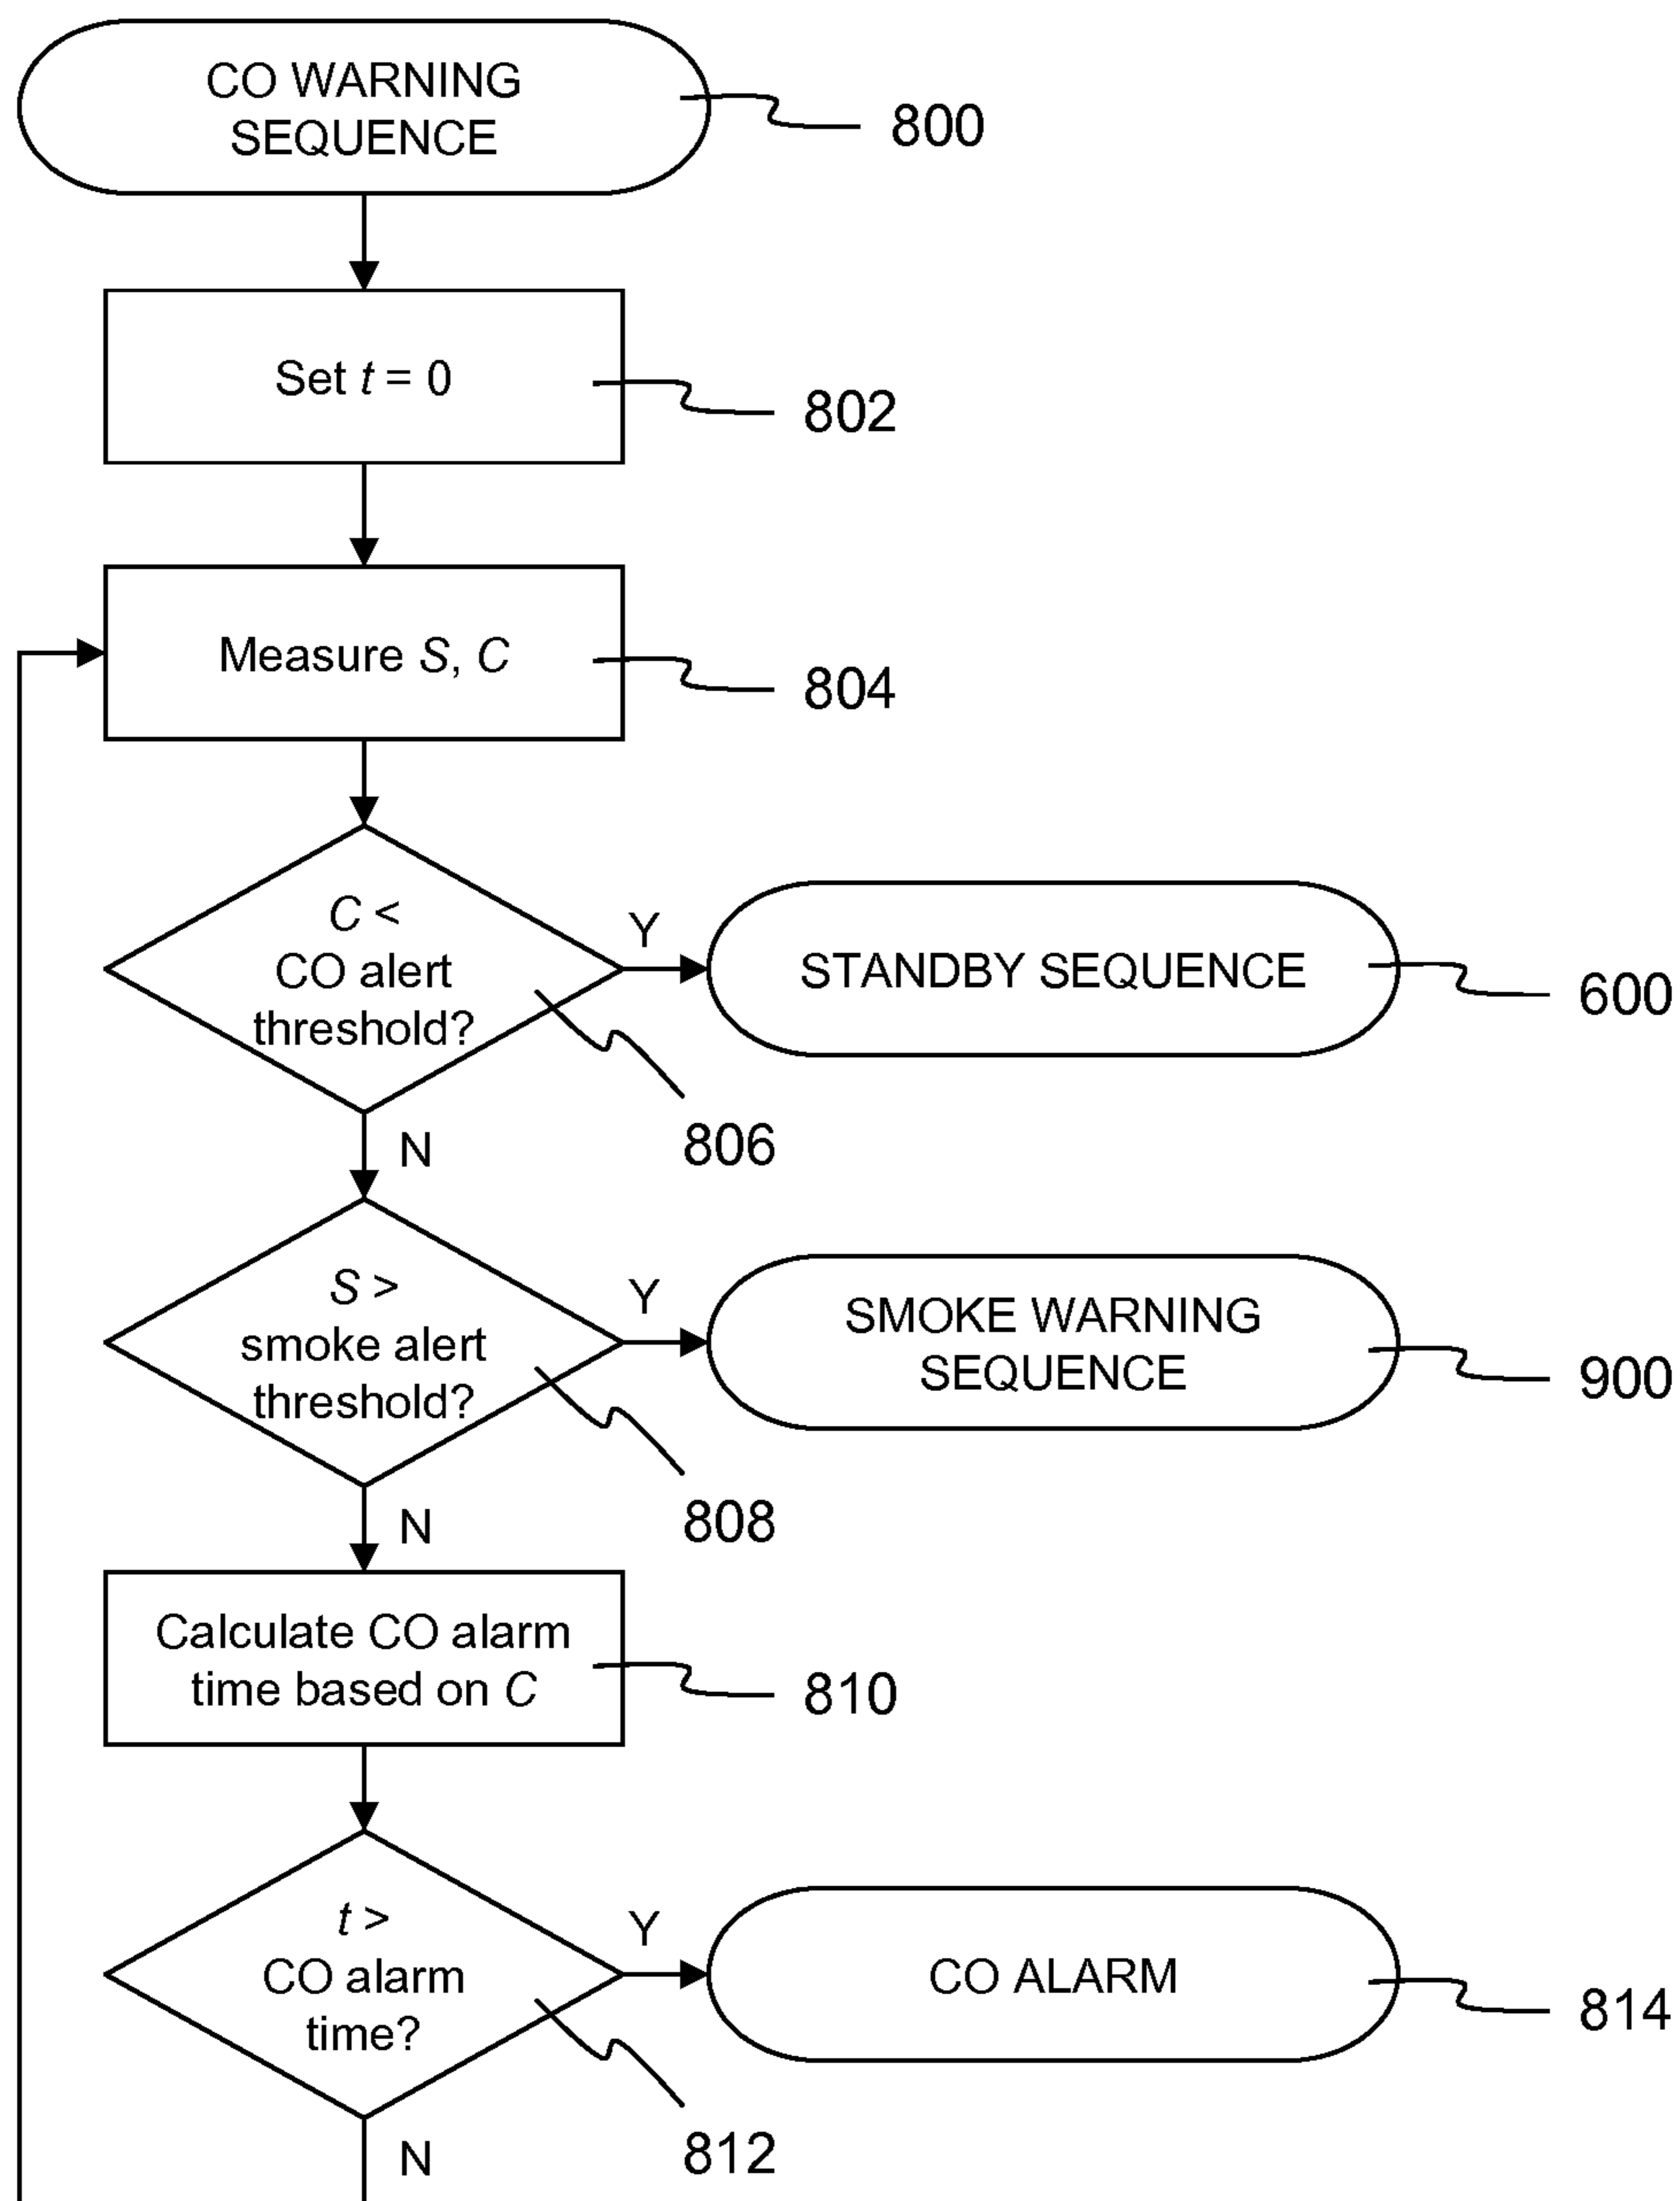 CO WARNING
SEQUENCE
800
Set t = 0
802
Measure S, C
804
C <
CO alert
threshold?
Y
STANDBY SEQUENCE
600
806
N
S >
smoke alert
threshold?
Y
SMOKE WARNING
SEQUENCE
900
808
N
Calculate CO alarm
time based on C
810
t >
CO alarm
time?
Y
CO ALARM
814
812
N